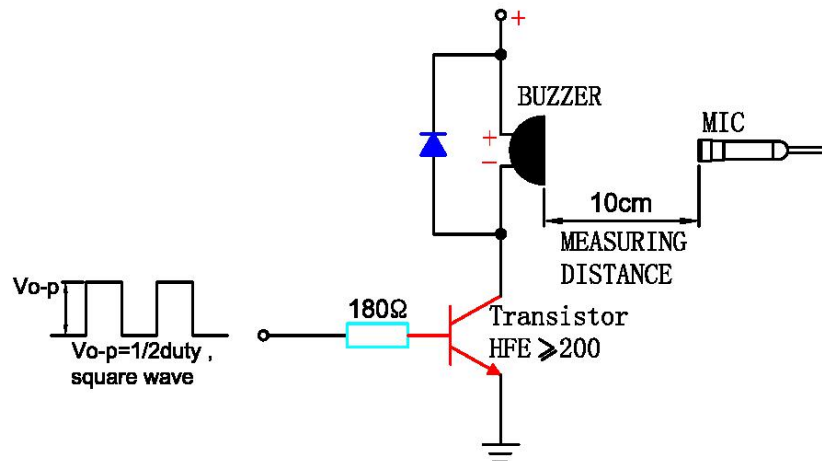 +
BUZZER
+
−
MIC
10cm
MEASURING
DISTANCE
Vo-p
180Ω
Transistor
HFE ≥200
Vo-p=1/2duty ,
square wave